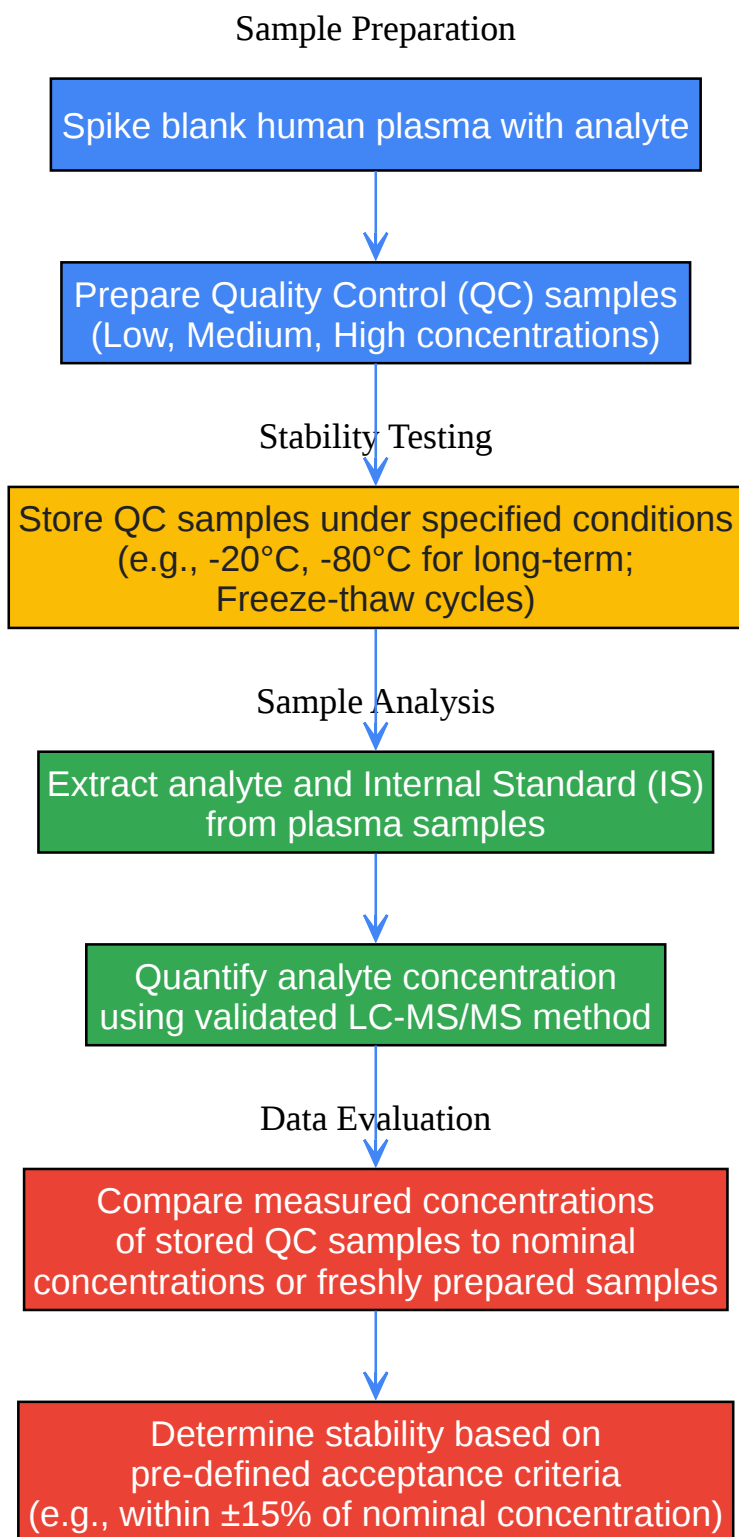 Sample Preparation
Spike blank human plasma with analyte
Prepare Quality Control (QC) samples
(Low, Medium, High concentrations)
Stability Testing
Store QC samples under specified conditions
(e.g., -20°C, -80°C for long-term;
Freeze-thaw cycles)
Sample Analysis
Extract analyte and Internal Standard (IS)
from plasma samples
Quantify analyte concentration
using validated LC-MS/MS method
Data Evaluation
Compare measured concentrations
of stored QC samples to nominal
concentrations or freshly prepared samples
Determine stability based on
pre-defined acceptance criteria
(e.g., within ±15% of nominal concentration)